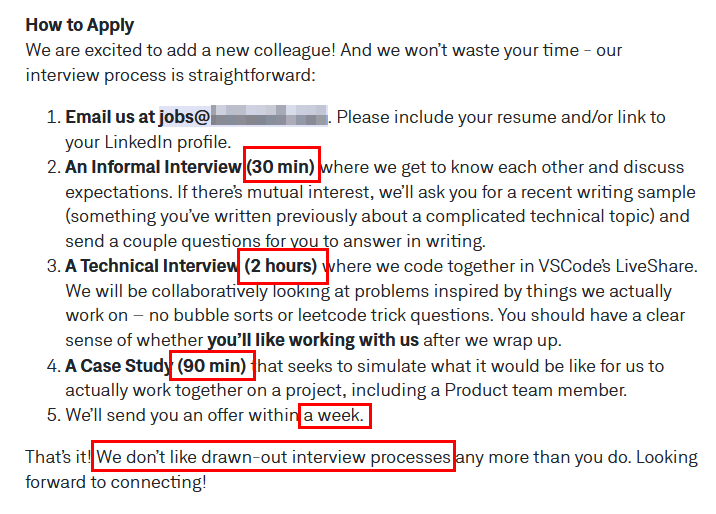 How to Apply
We are excited to add a new colleague! And we won't waste your time - our
interview process is straightforward:
1. Email us at jobs@ . Please include your resume and/or link to
your LinkedIn profile.
2. An Informal Interview (30 min) where we get to know each other and discuss
expectations. If there's mutual interest, we'll ask you for a recent writing sample
(something you've written previously about a complicated technical topic) and
send a couple questions for you to answer in writing.
3. A Technical Interview (2 hours) where we code together in VSCode's LiveShare.
We will be collaboratively looking at problems inspired by things we actually
work on – no bubble sorts or leetcode trick questions. You should have a clear
sense of whether you'll like working with us after we wrap up.
4. A Case Study (90 min) that seeks to simulate what it would be like for us to
actually work together on a project, including a Product team member.
5. We'll send you an offer within a week.
That's it! We don't like drawn-out interview processes any more than you do. Looking
forward to connecting!